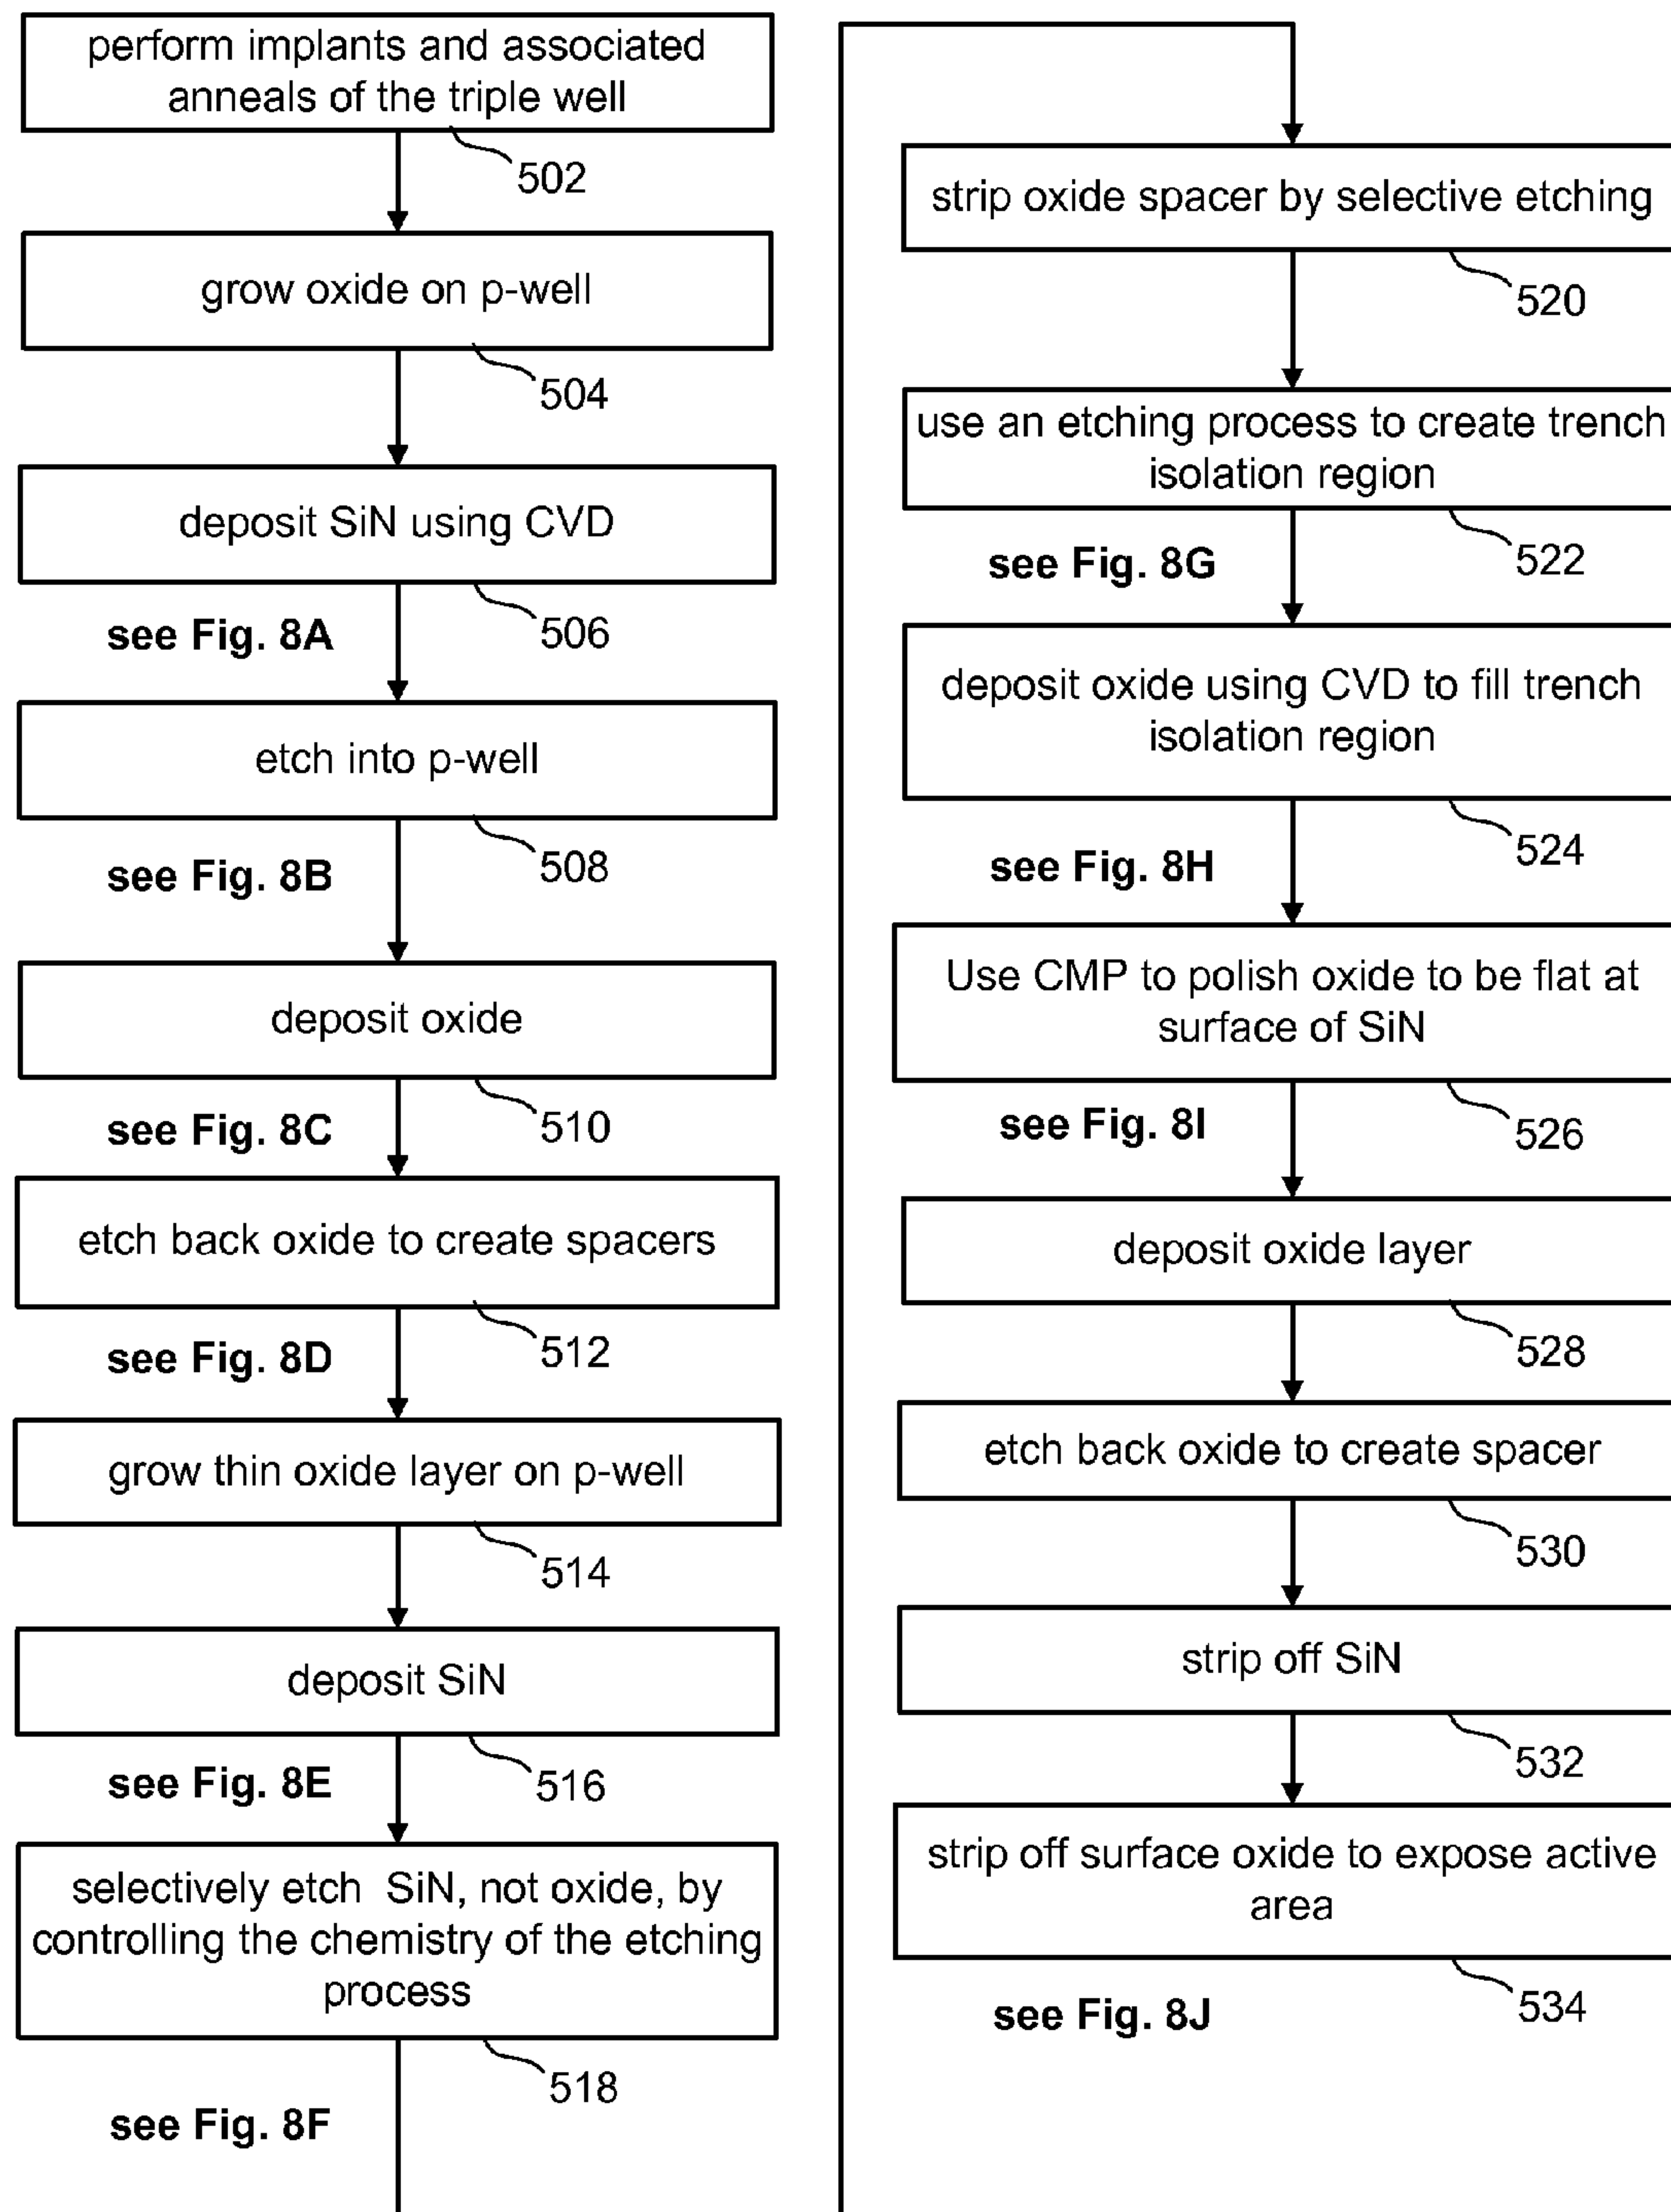 perform implants and associated
anneals of the triple well
502
grow oxide on p-well
504
deposit SiN using CVD
506
see Fig. 8A
etch into p-well
508
see Fig. 8B
deposit oxide
510
see Fig. 8C
etch back oxide to create spacers
512
see Fig. 8D
grow thin oxide layer on p-well
514
deposit SiN
516
see Fig. 8E
selectively etch SiN, not oxide, by
controlling the chemistry of the etching
process
518
see Fig. 8F
strip oxide spacer by selective etching
520
use an etching process to create trench
isolation region
522
see Fig. 8G
deposit oxide using CVD to fill trench
isolation region
524
see Fig. 8H
Use CMP to polish oxide to be flat at
surface of SiN
526
see Fig. 8I
deposit oxide layer
528
etch back oxide to create spacer
530
strip off SiN
532
strip off surface oxide to expose active
area
534
see Fig. 8J